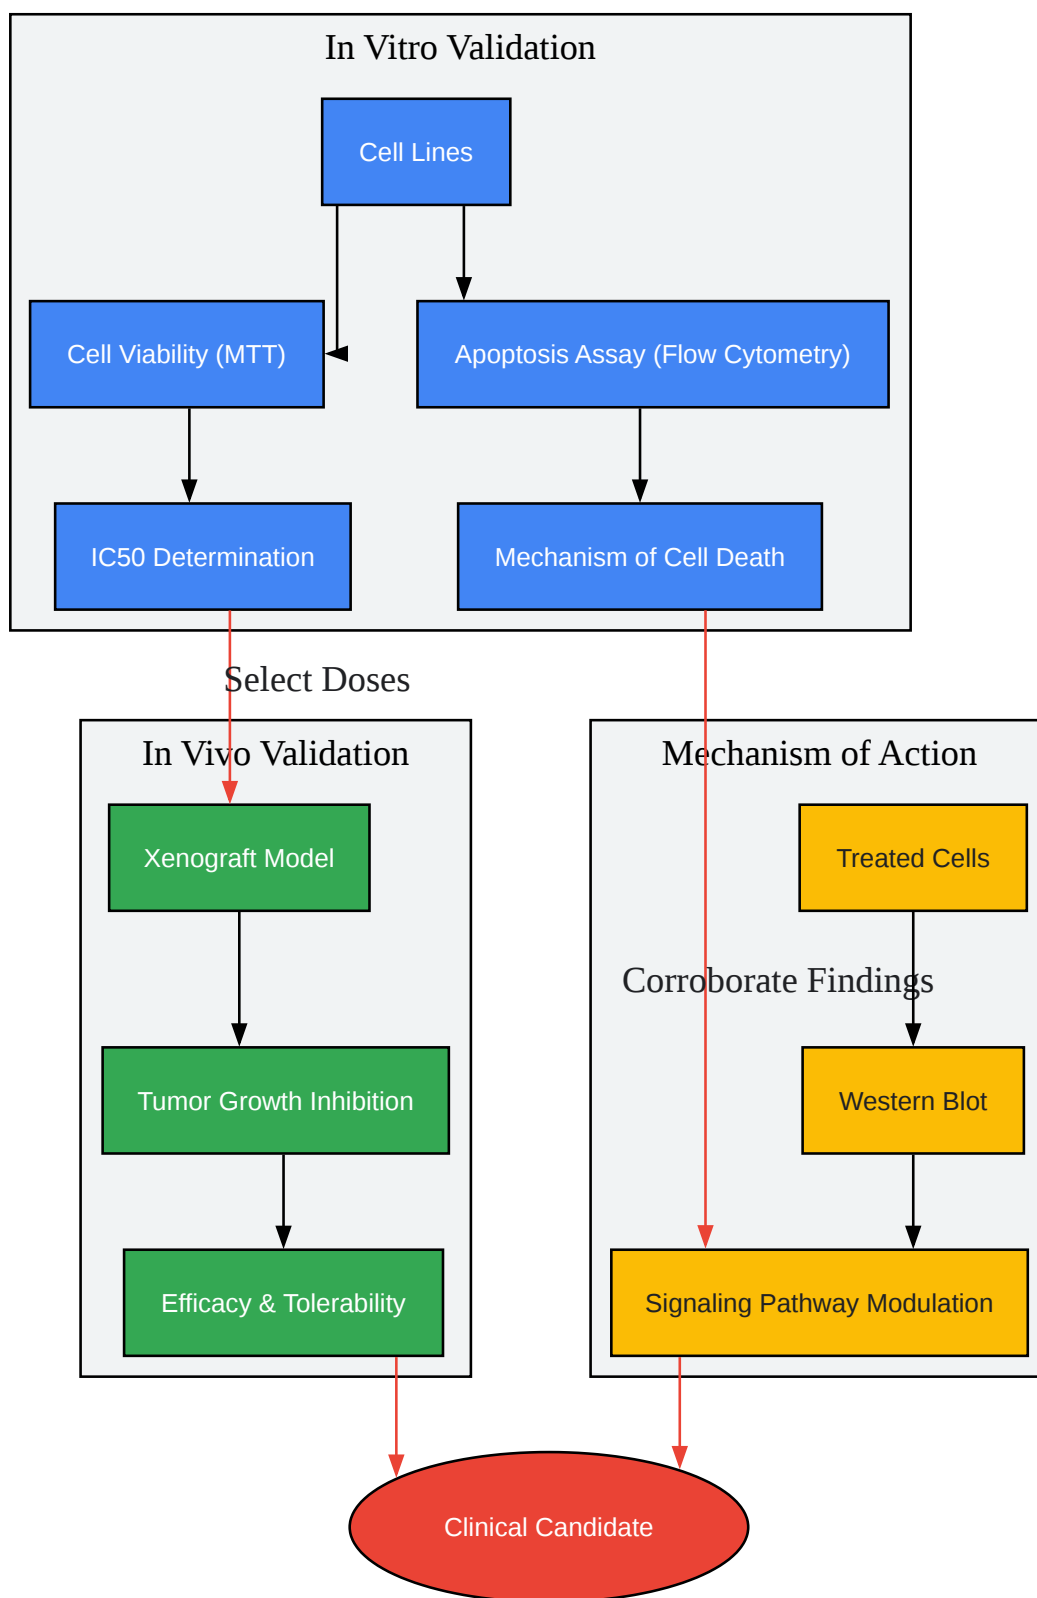 In Vitro Validation
Cell Lines
Cell Viability (MTT)
Apoptosis Assay (Flow Cytometry)
IC50 Determination
Mechanism of Cell Death
Select Doses
In Vivo Validation
Mechanism of Action
Xenograft Model
Treated Cells
Corroborate Findings
Tumor Growth Inhibition
Western Blot
Efficacy & Tolerability
Signaling Pathway Modulation
Clinical Candidate